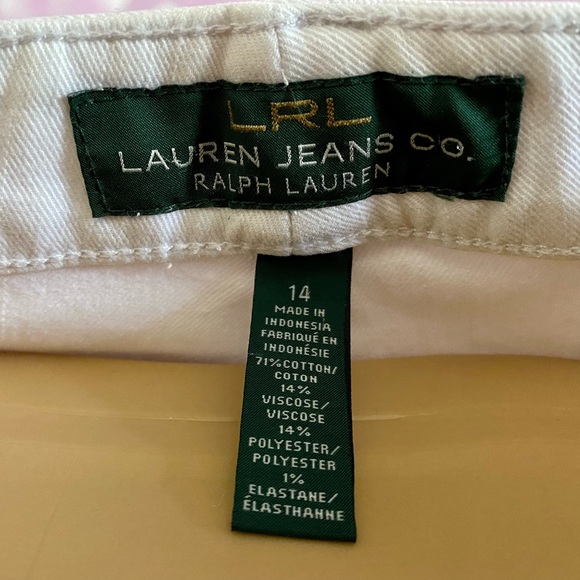 LRL
LAUREN JEANS CO.
RALPH LAUREN
14
MADE IN
INDONESIA
FABRIQUÉ EN
INDONÉSIE
71% COTTON/
COTON
14%
VISCOSE/
VISCOSE
14%
POLYESTER/
POLYESTER
1%
ELASTANE/
ÉLASTHANNE